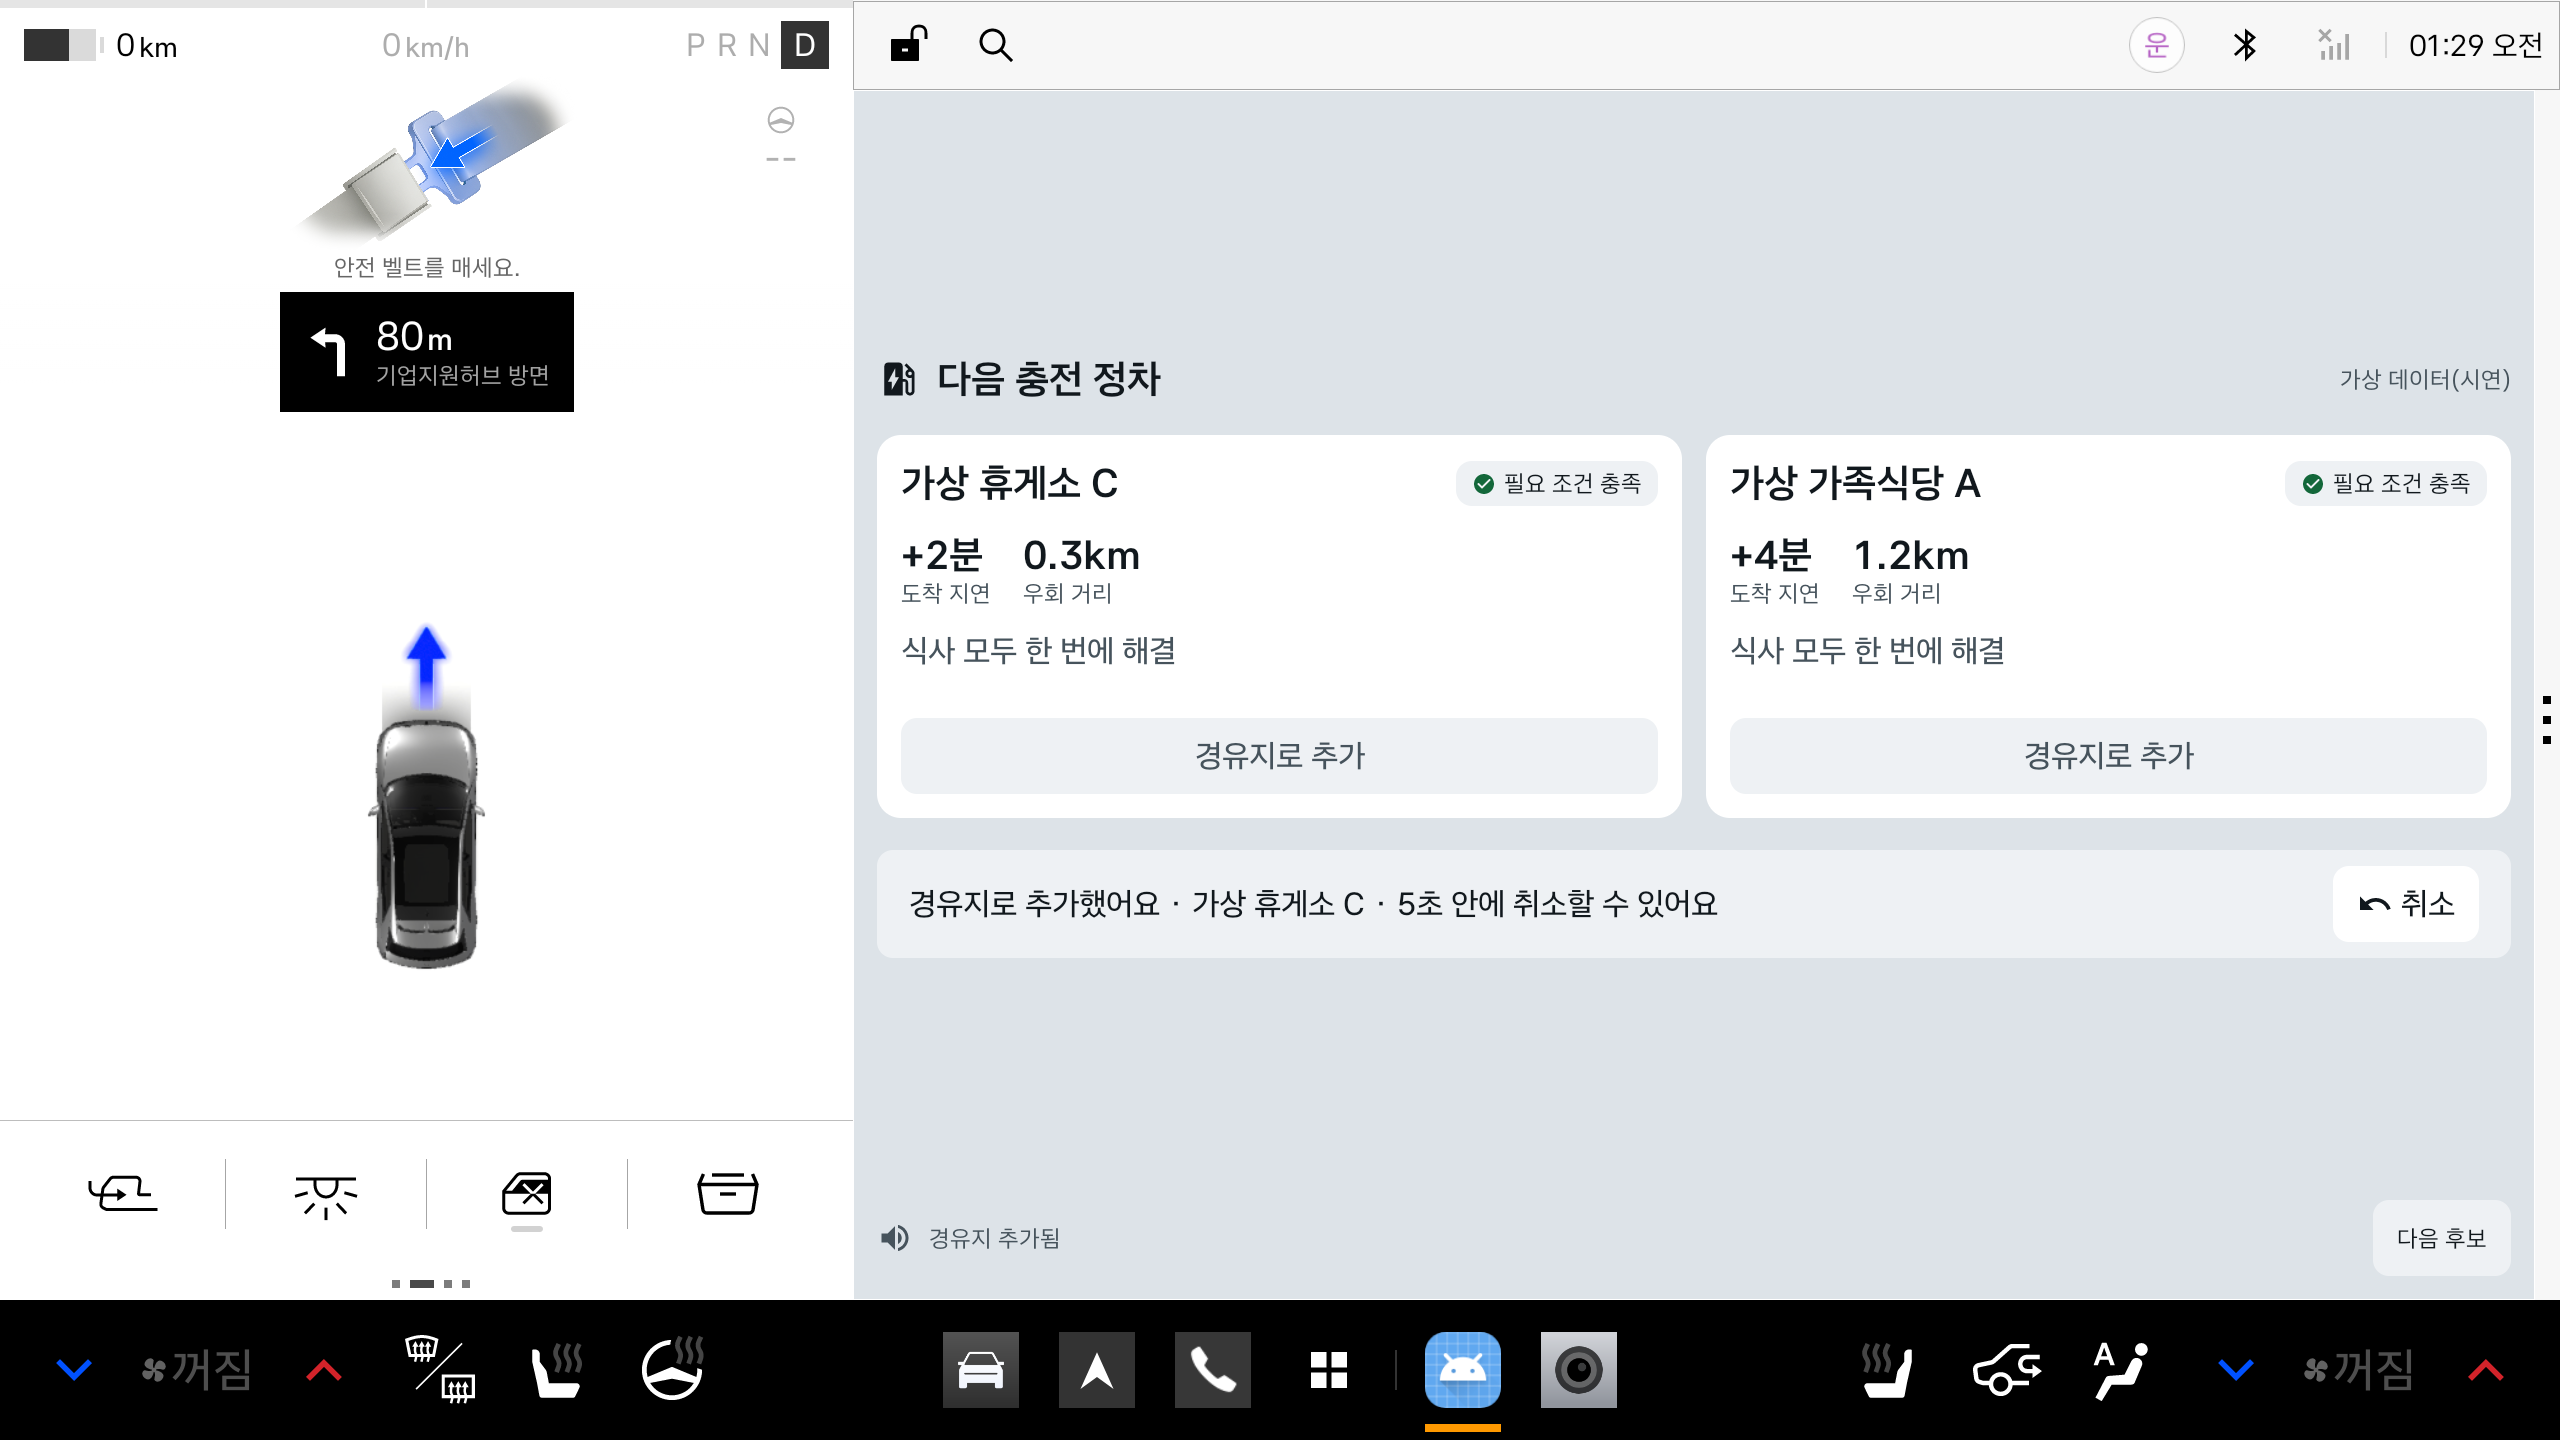 0 km
0 km/h
P R N D
안전 벨트를 매세요.
80 m
기업지원허브 방면
운
01:29 오전
다음 충전 정차
가상 데이터(시연)
가상 휴게소 C
필요 조건 충족
+2분 0.3km
도착 지연 우회 거리
식사 모두 한 번에 해결
경유지로 추가
가상 가족식당 A
필요 조건 충족
+4분 1.2km
도착 지연 우회 거리
식사 모두 한 번에 해결
경유지로 추가
경유지로 추가했어요 · 가상 휴게소 C · 5초 안에 취소할 수 있어요
취소
경유지 추가됨
다음 후보
꺼짐
A
꺼짐